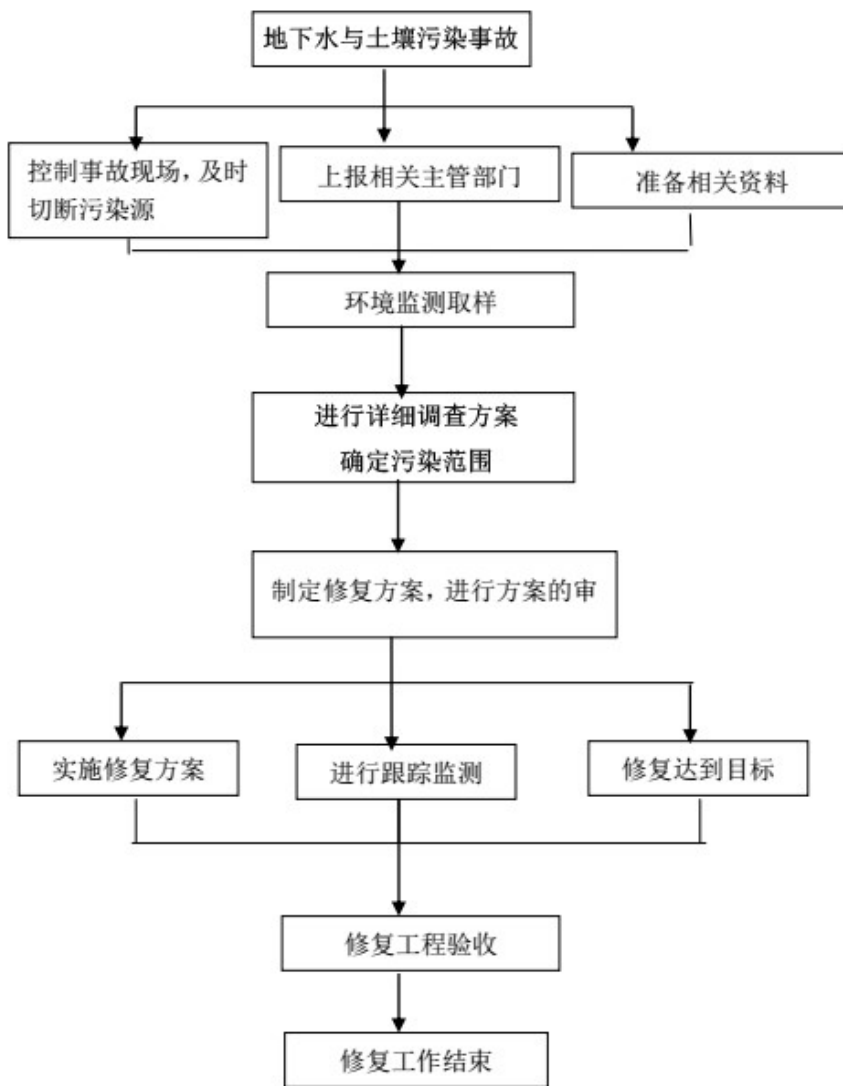 地下水与土壤污染事故
控制事故现场，及时
切断污染源
上报相关主管部门
准备相关资料
环境监测取样
进行详细调查方案
确定污染范围
制定修复方案，进行方案的审
实施修复方案
进行跟踪监测
修复达到目标
修复工程验收
修复工作结束